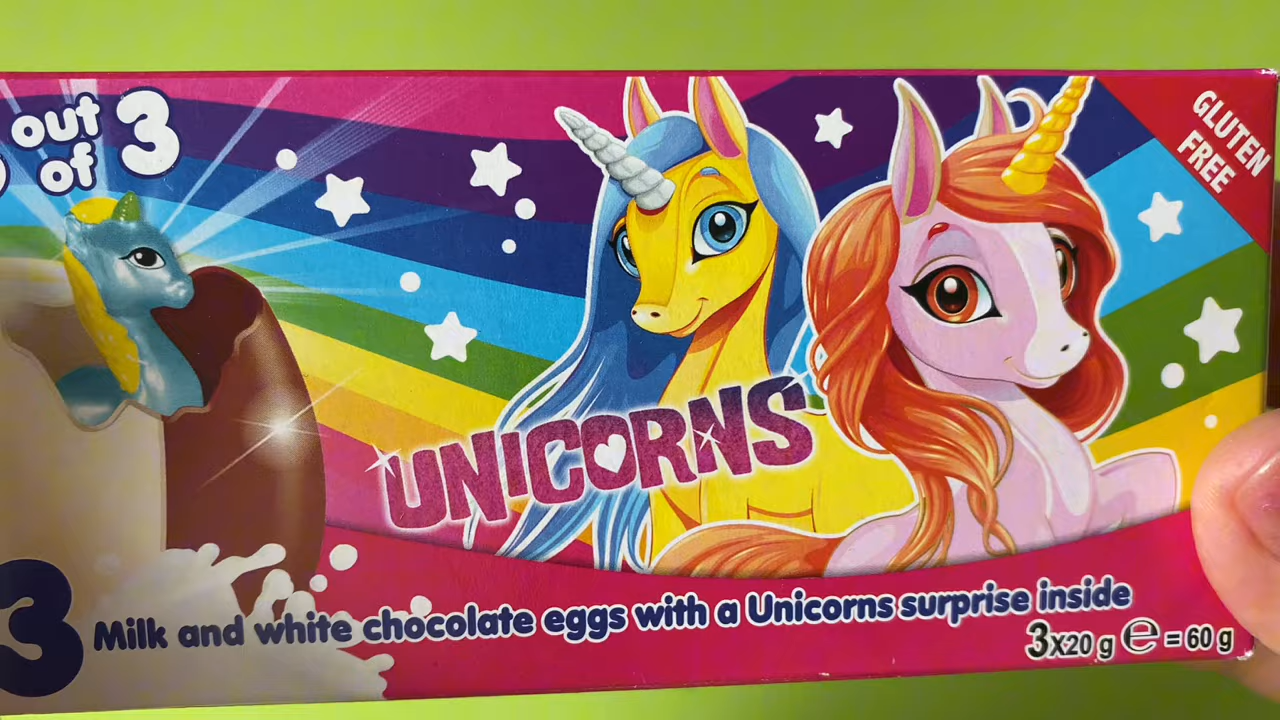 out
of 3
GLUTEN
FREE
UNICORNS
3 Milk and white chocolate eggs with a Unicorns surprise inside
3x20 g e = 60 g